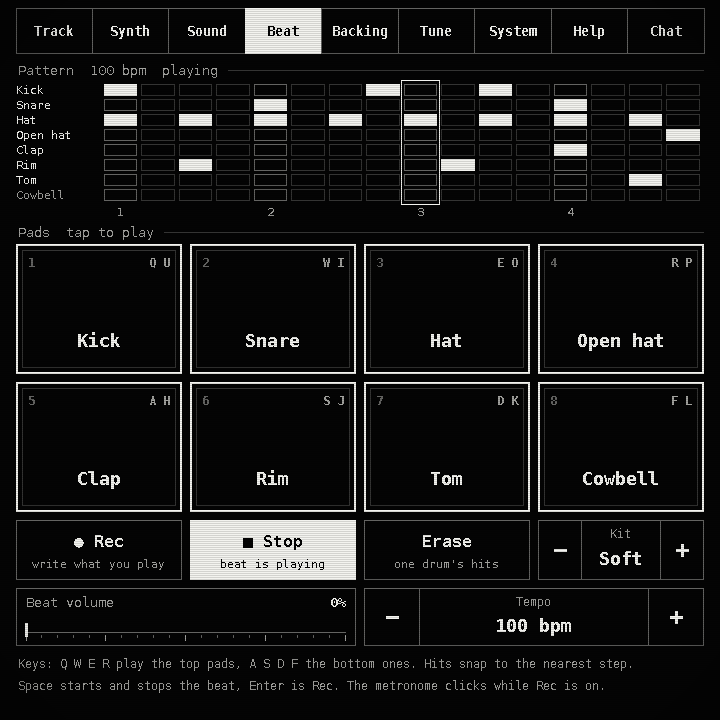 Track Synth Sound Beat Backing Tune System Help Chat
Pattern 100 bpm playing
Kick
Snare
Hat
Open hat
Clap
Rim
Tom
Cowbell
1 2 3 4
Pads tap to play
1 Q U 2 W I 3 E O 4 R P
Kick Snare Hat Open hat
5 A H 6 S J 7 D K 8 F L
Clap Rim Tom Cowbell
● Rec ■ Stop Erase − Kit +
write what you play beat is playing one drum's hits Soft
Beat volume 0% − Tempo +
100 bpm
Keys: Q W E R play the top pads, A S D F the bottom ones. Hits snap to the nearest step.
Space starts and stops the beat, Enter is Rec. The metronome clicks while Rec is on.